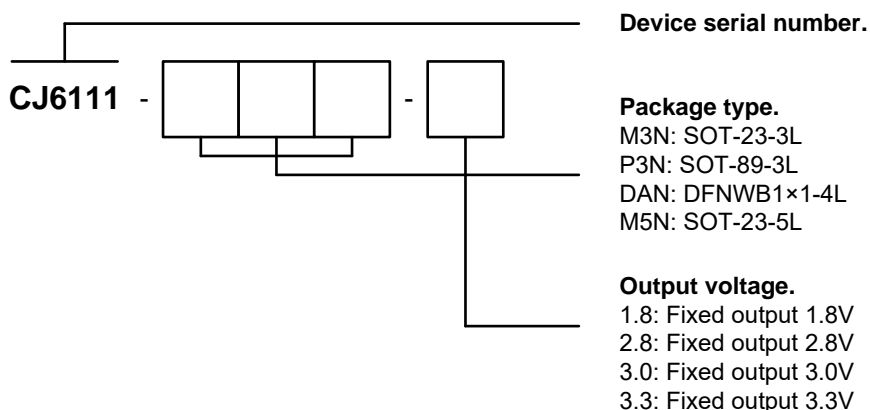 Device serial number.
CJ6111 - -
Package type.
M3N: SOT-23-3L
P3N: SOT-89-3L
DAN: DFNWB1×1-4L
M5N: SOT-23-5L
Output voltage.
1.8: Fixed output 1.8V
2.8: Fixed output 2.8V
3.0: Fixed output 3.0V
3.3: Fixed output 3.3V